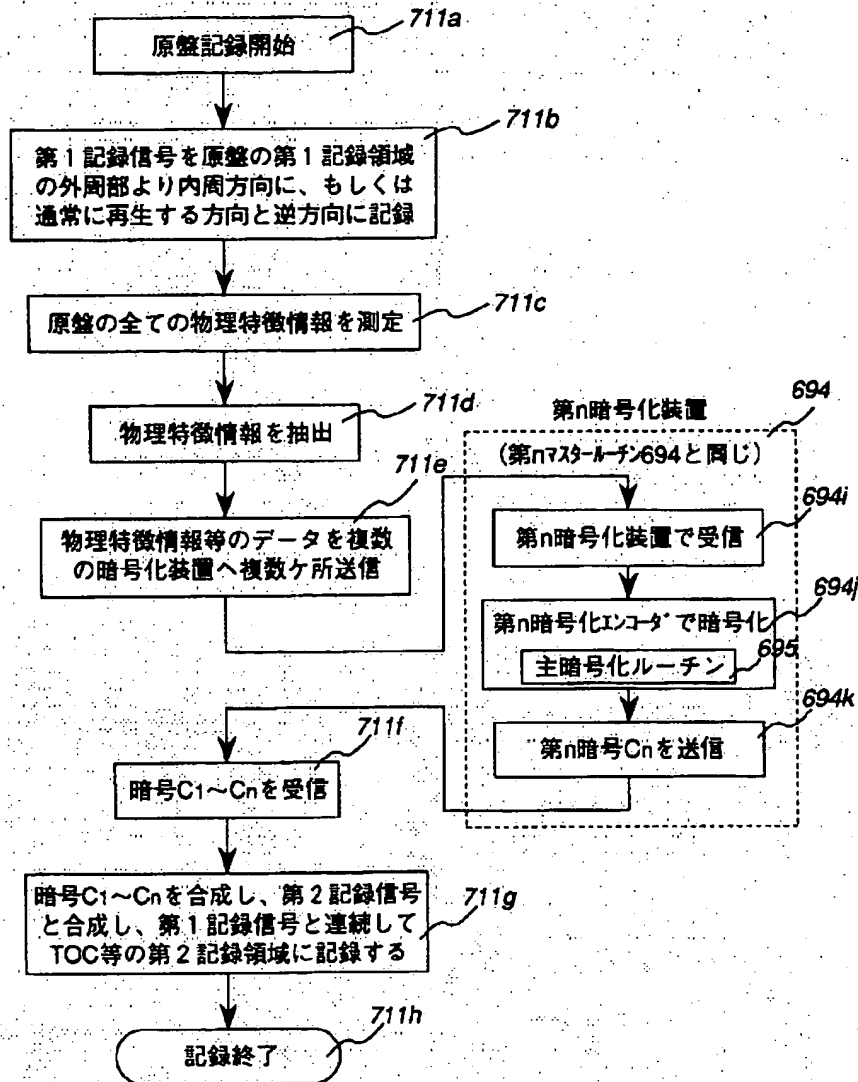 711a
原盤記録開始
711b
第1記録信号を原盤の第1記録領域
の外周部より内周方向に、もしくは
通常に再生する方向と逆方向に記録
711c
原盤の全ての物理特徴情報を測定
711d
物理特徴情報を抽出
711e
物理特徴情報等のデータを複数
の暗号化装置へ複数ケ所送信
第n暗号化装置
694
(第nマスタールーチン694と同じ)
694i
第n暗号化装置で受信
694j
第n暗号化エンコーダで暗号化
695
主暗号化ルーチン
694k
第n暗号Cnを送信
711f
暗号C1〜Cnを受信
711g
暗号C1〜Cnを合成し、第2記録信号
と合成し、第1記録信号と連続して
TOC等の第2記録領域に記録する
711h
記録終了